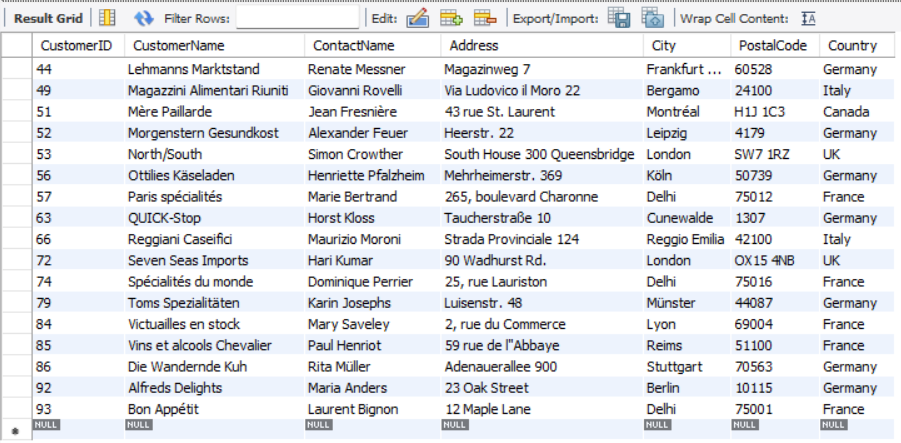 Result Grid Filter Rows: Edit: Export/Import: Wrap Cell Content: IA
CustomerID CustomerName ContactName Address City PostalCode Country
44 Lehmanns Marktstand Renate Messner Magazinweg 7 Frankfurt ... 60528 Germany
49 Magazzini Alimentari Riuniti Giovanni Rovelli Via Ludovico il Moro 22 Bergamo 24100 Italy
51 Mère Paillarde Jean Fresnière 43 rue St. Laurent Montréal H1J 1C3 Canada
52 Morgenstern Gesundkost Alexander Feuer Heerstr. 22 Leipzig 4179 Germany
53 North/South Simon Crowther South House 300 Queensbridge London SW7 1RZ UK
56 Ottilies Käseladen Henriette Pfalzheim Mehrheimerstr. 369 Köln 50739 Germany
57 Paris spécialités Marie Bertrand 265, boulevard Charonne Delhi 75012 France
63 QUICK-Stop Horst Kloss Taucherstraße 10 Cunewalde 1307 Germany
66 Reggiani Caseifici Maurizio Moroni Strada Provinciale 124 Reggio Emilia 42100 Italy
72 Seven Seas Imports Hari Kumar 90 Wadhurst Rd. London OX15 4NB UK
74 Spécialités du monde Dominique Perrier 25, rue Lauriston Delhi 75016 France
79 Toms Spezialitäten Karin Josephs Luisenstr. 48 Münster 44087 Germany
84 Victuailles en stock Mary Saveley 2, rue du Commerce Lyon 69004 France
85 Vins et alcools Chevalier Paul Henriot 59 rue de l"Abbaye Reims 51100 France
86 Die Wandernde Kuh Rita Müller Adenauerallee 900 Stuttgart 70563 Germany
92 Alfreds Delights Maria Anders 23 Oak Street Berlin 10115 Germany
93 Bon Appétit Laurent Bignon 12 Maple Lane Delhi 75001 France
NULL NULL NULL NULL NULL NULL NULL